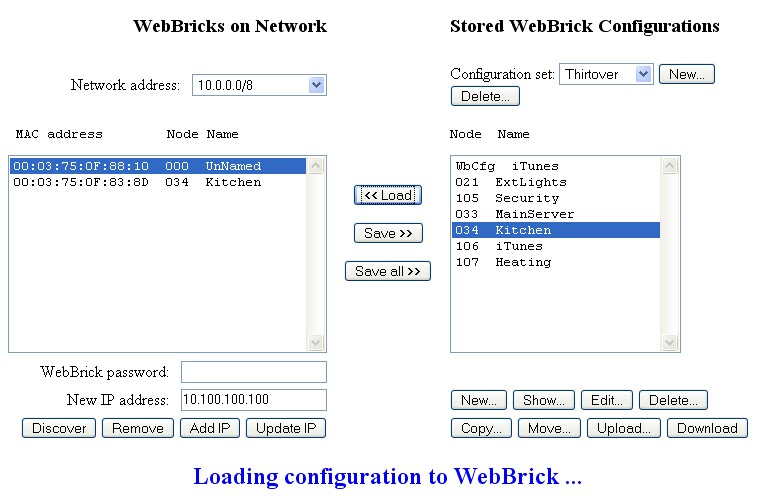 WebBricks on Network
Network address: 10.0.0.0/8
MAC address Node Name
00:03:75:0F:88:10 000 UnNamed
00:03:75:0F:83:8D 034 Kitchen
<< Load
Save >>
Save all >>
WebBrick password:
New IP address: 10.100.100.100
Discover Remove Add IP Update IP
Stored WebBrick Configurations
Configuration set: Thirtover New...
Delete...
Node Name
WbCfg iTunes
021 ExtLights
105 Security
033 MainServer
034 Kitchen
106 iTunes
107 Heating
New... Show... Edit... Delete...
Copy... Move... Upload... Download
Loading configuration to WebBrick ...